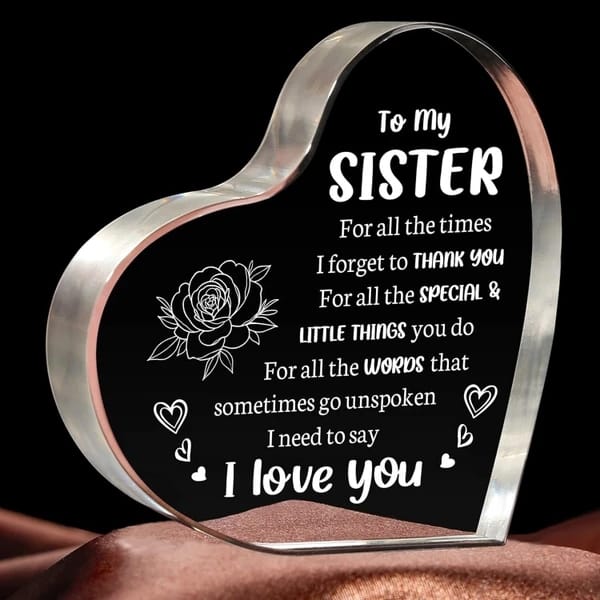 To My
SISTER
For all the times
I forget to THANK YOU
For all the SPECIAL &
LITTLE THINGS you do
For all the WORDS that
sometimes go unspoken
I need to say
I love you